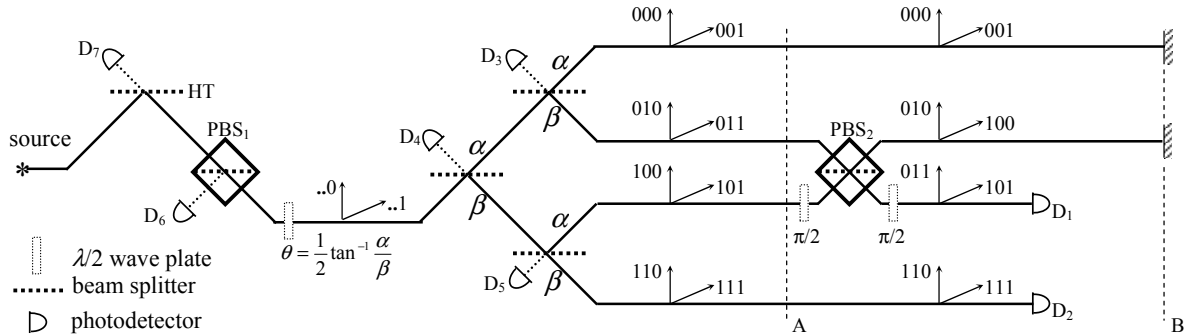 000
001
000
001
D7
D3
α
HT
β
source
PBS1
010
011
PBS2
010
100
*
D4
α
100
101
011
101
D1
D6
..0
..1
β
α
π/2
π/2
θ = 1/2 tan⁻¹ α/β
λ/2 wave plate
D5
β
110
111
110
111
D2
beam splitter
photodetector
A
B